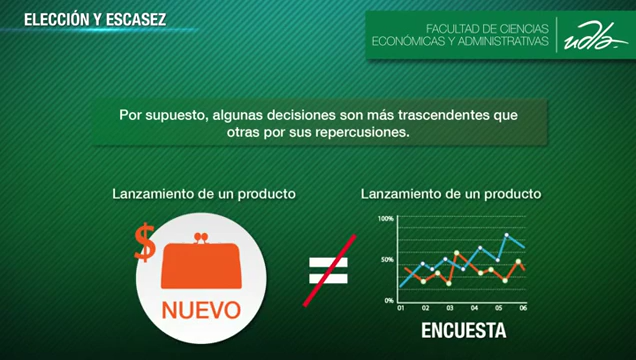 ELECCIÓN Y ESCASEZ
FACULTAD DE CIENCIAS
ECONÓMICAS Y ADMINISTRATIVAS
udla-
Por supuesto, algunas decisiones son más trascendentes que
otras por sus repercusiones.
Lanzamiento de un producto
Lanzamiento de un producto
$
NUEVO
=
100%
50%
0%
01 02 03 04 05 06
ENCUESTA